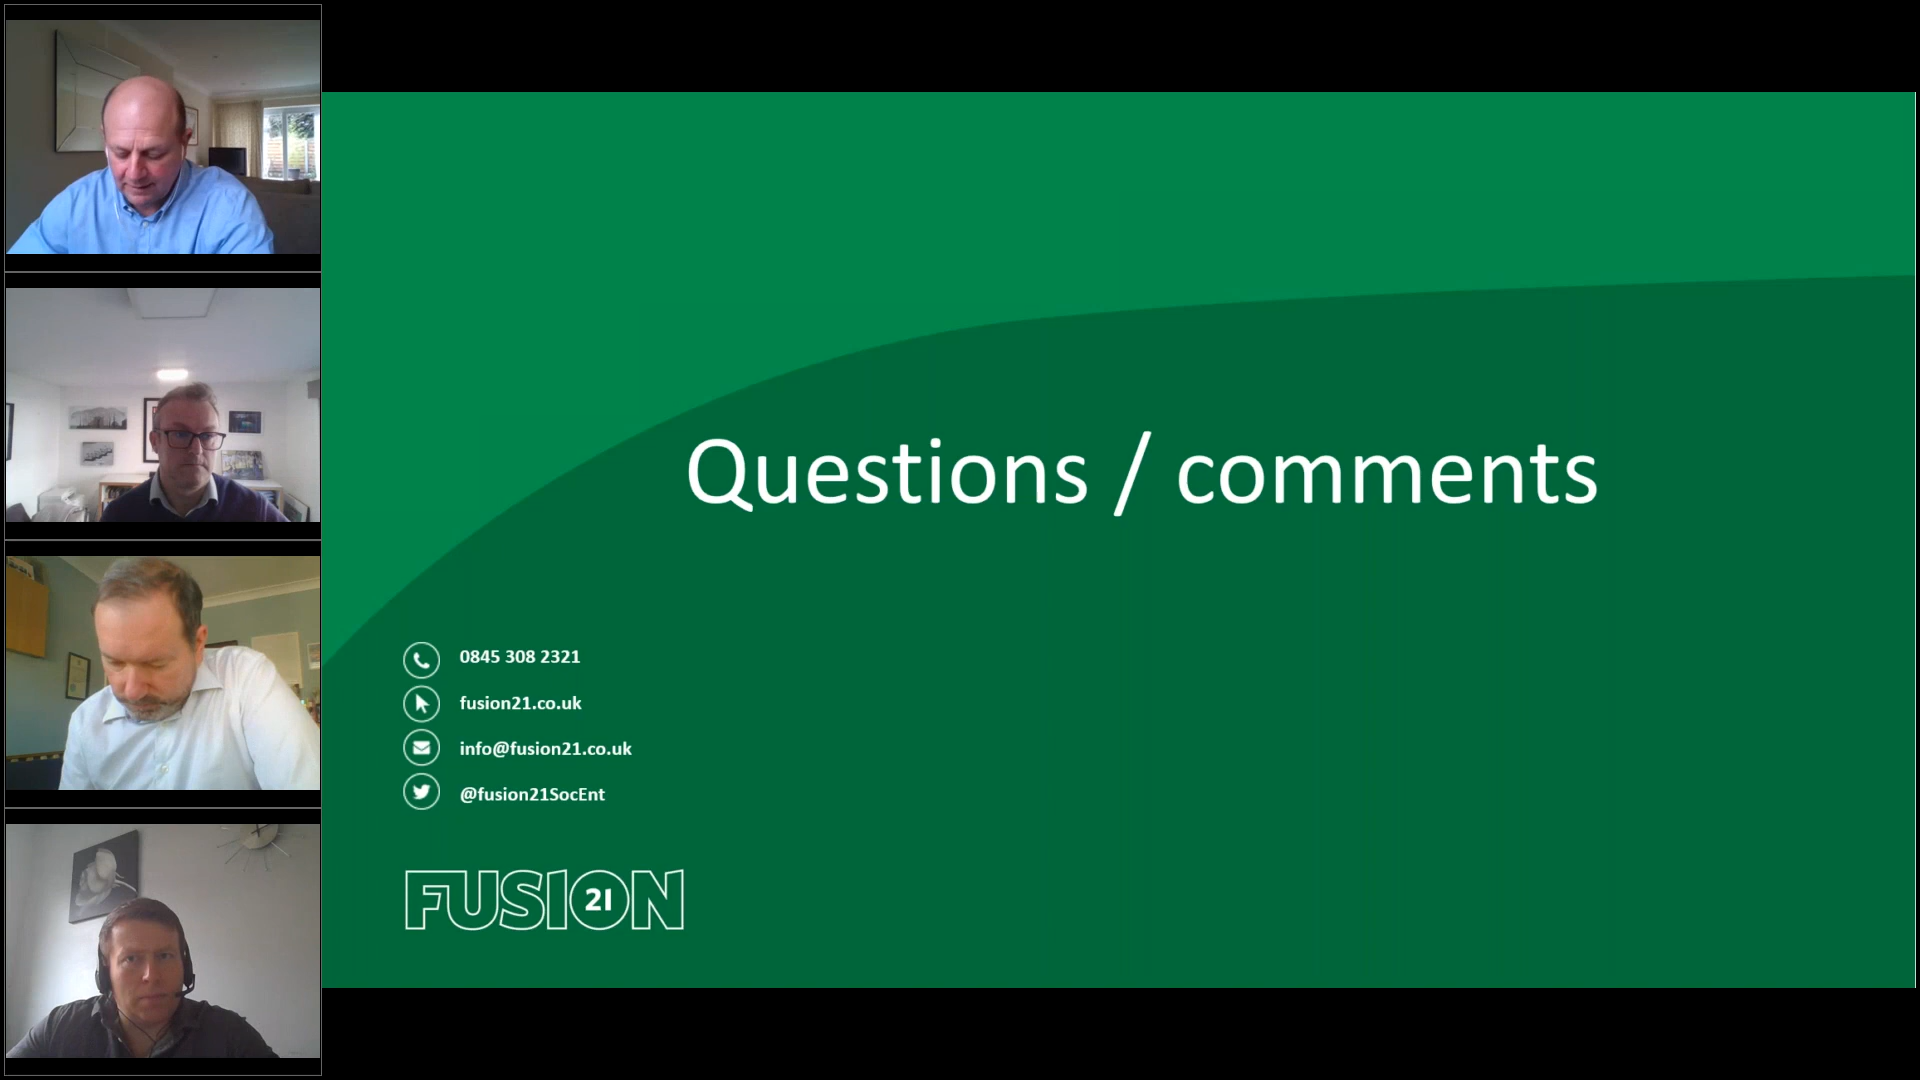 Questions / comments
0845 308 2321
fusion21.co.uk
info@fusion21.co.uk
@fusion21SocEnt
FUSION
21